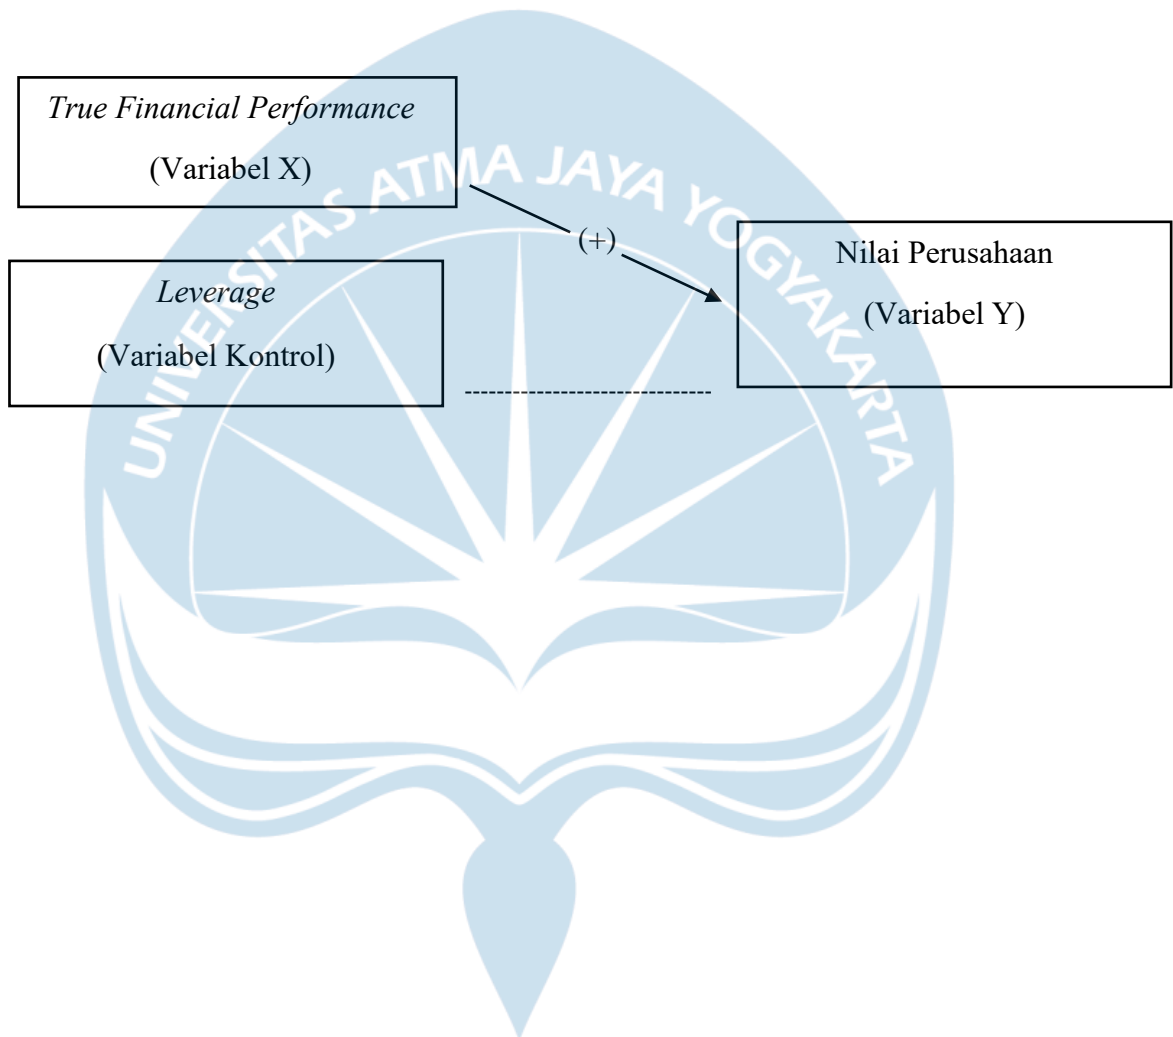 True Financial Performance
(Variabel X)
UNIVERSITAS ATMA JAYA YOGYAKARTA
(+)
Nilai Perusahaan
(Variabel Y)
Leverage
(Variabel Kontrol)